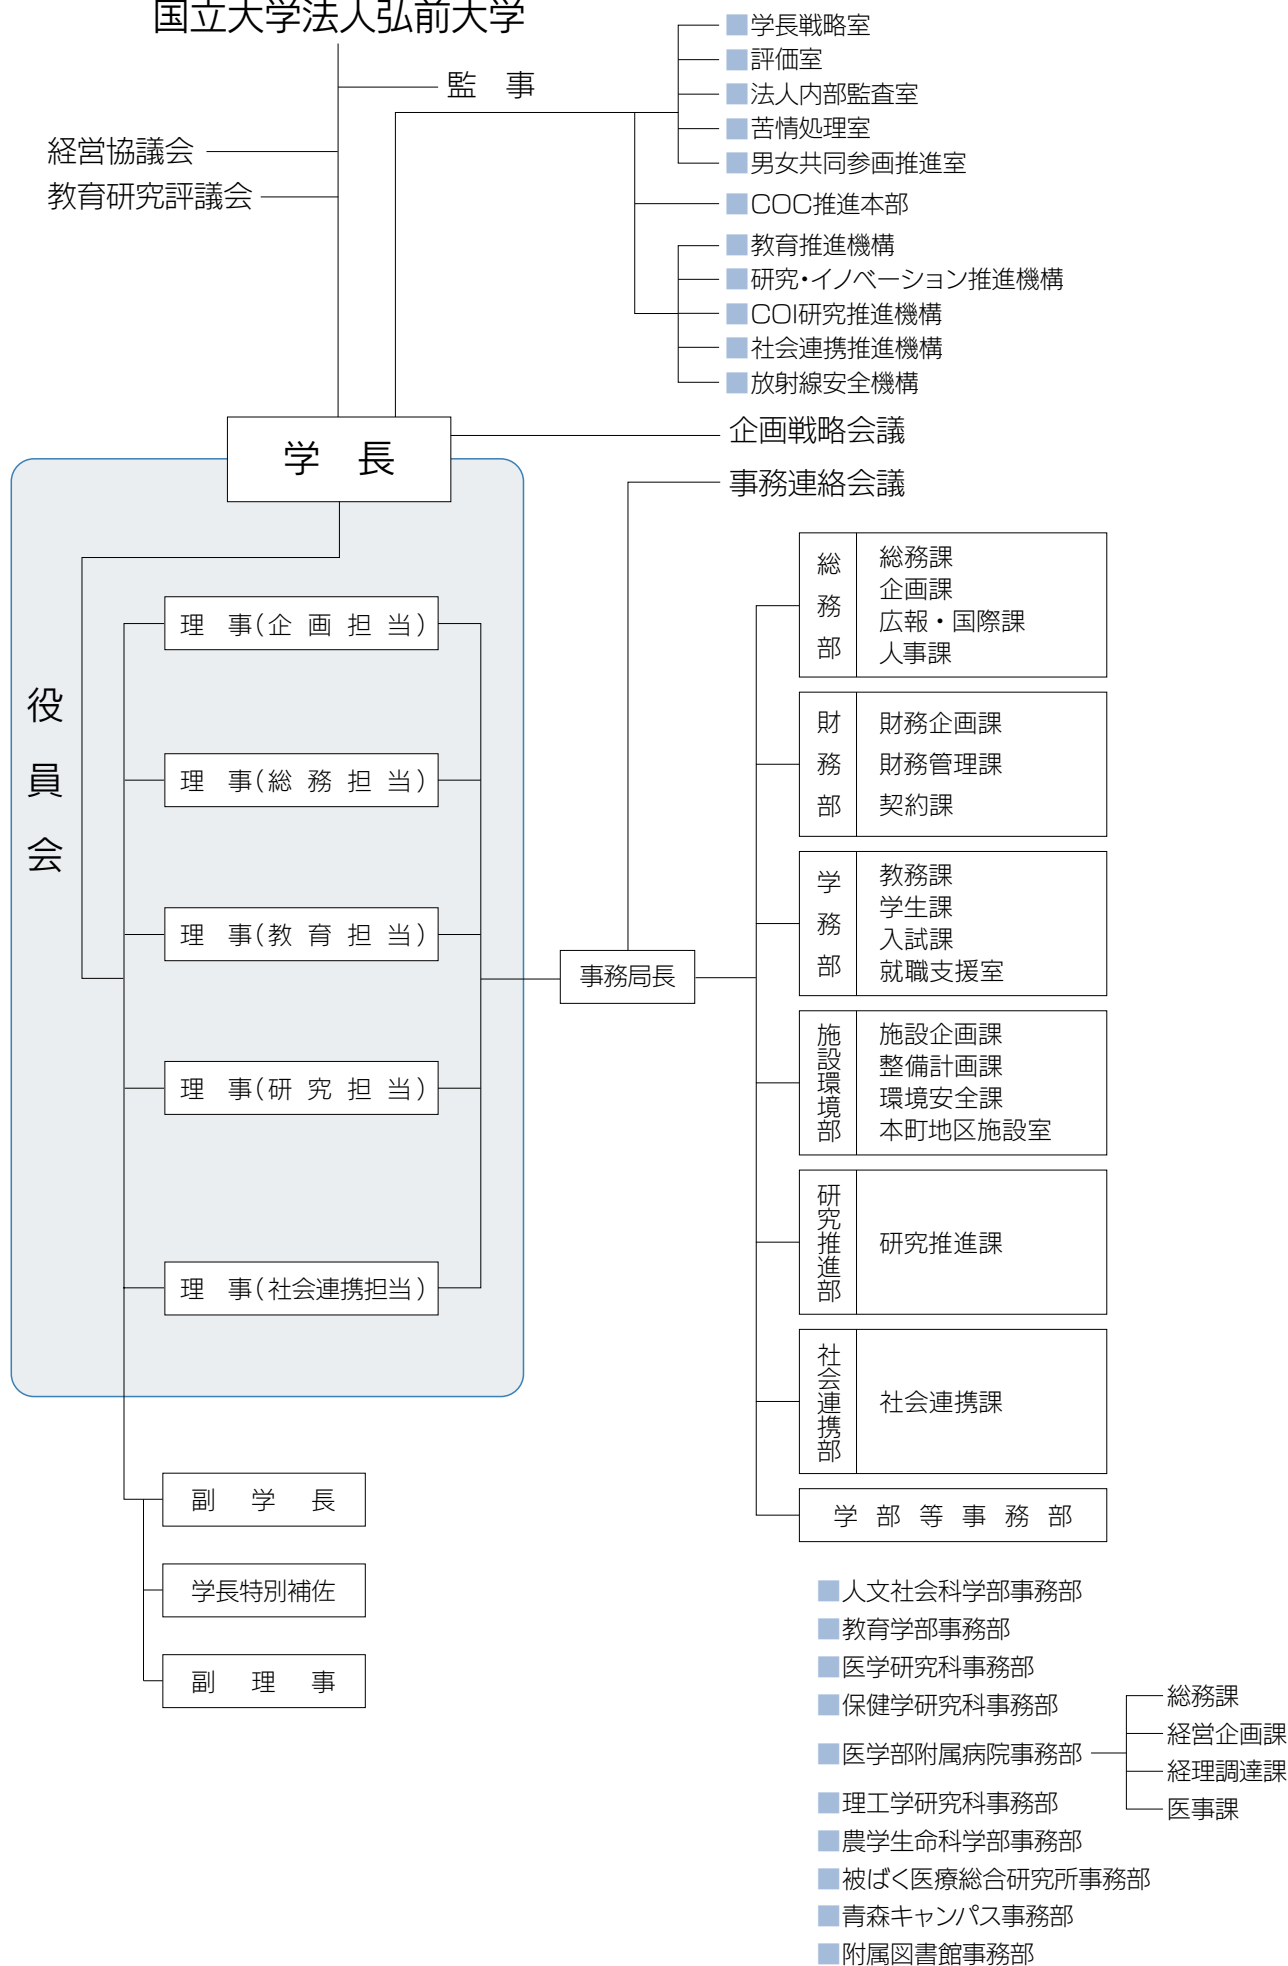 国立大学法人弘前大学
監 事
経営協議会
教育研究評議会
学長戦略室
評価室
法人内部監査室
苦情処理室
男女共同参画推進室
COC推進本部
教育推進機構
研究・イノベーション推進機構
COI研究推進機構
社会連携推進機構
放射線安全機構
学 長
企画戦略会議
事務連絡会議
役員会
理 事(企 画 担 当)
理 事(総 務 担 当)
理 事(教 育 担 当)
理 事(研 究 担 当)
理 事(社会連携担当)
副 学 長
学長特別補佐
副 理 事
事務局長
総務部
総務課
企画課
広報・国際課
人事課
財務部
財務企画課
財務管理課
契約課
学務部
教務課
学生課
入試課
就職支援室
施設環境部
施設企画課
整備計画課
環境安全課
本町地区施設室
研究推進部
研究推進課
社会連携部
社会連携課
学 部 等 事 務 部
人文社会科学部事務部
教育学部事務部
医学研究科事務部
保健学研究科事務部
医学部附属病院事務部
総務課
経営企画課
経理調達課
医事課
理工学研究科事務部
農学生命科学部事務部
被ばく医療総合研究所事務部
青森キャンパス事務部
附属図書館事務部